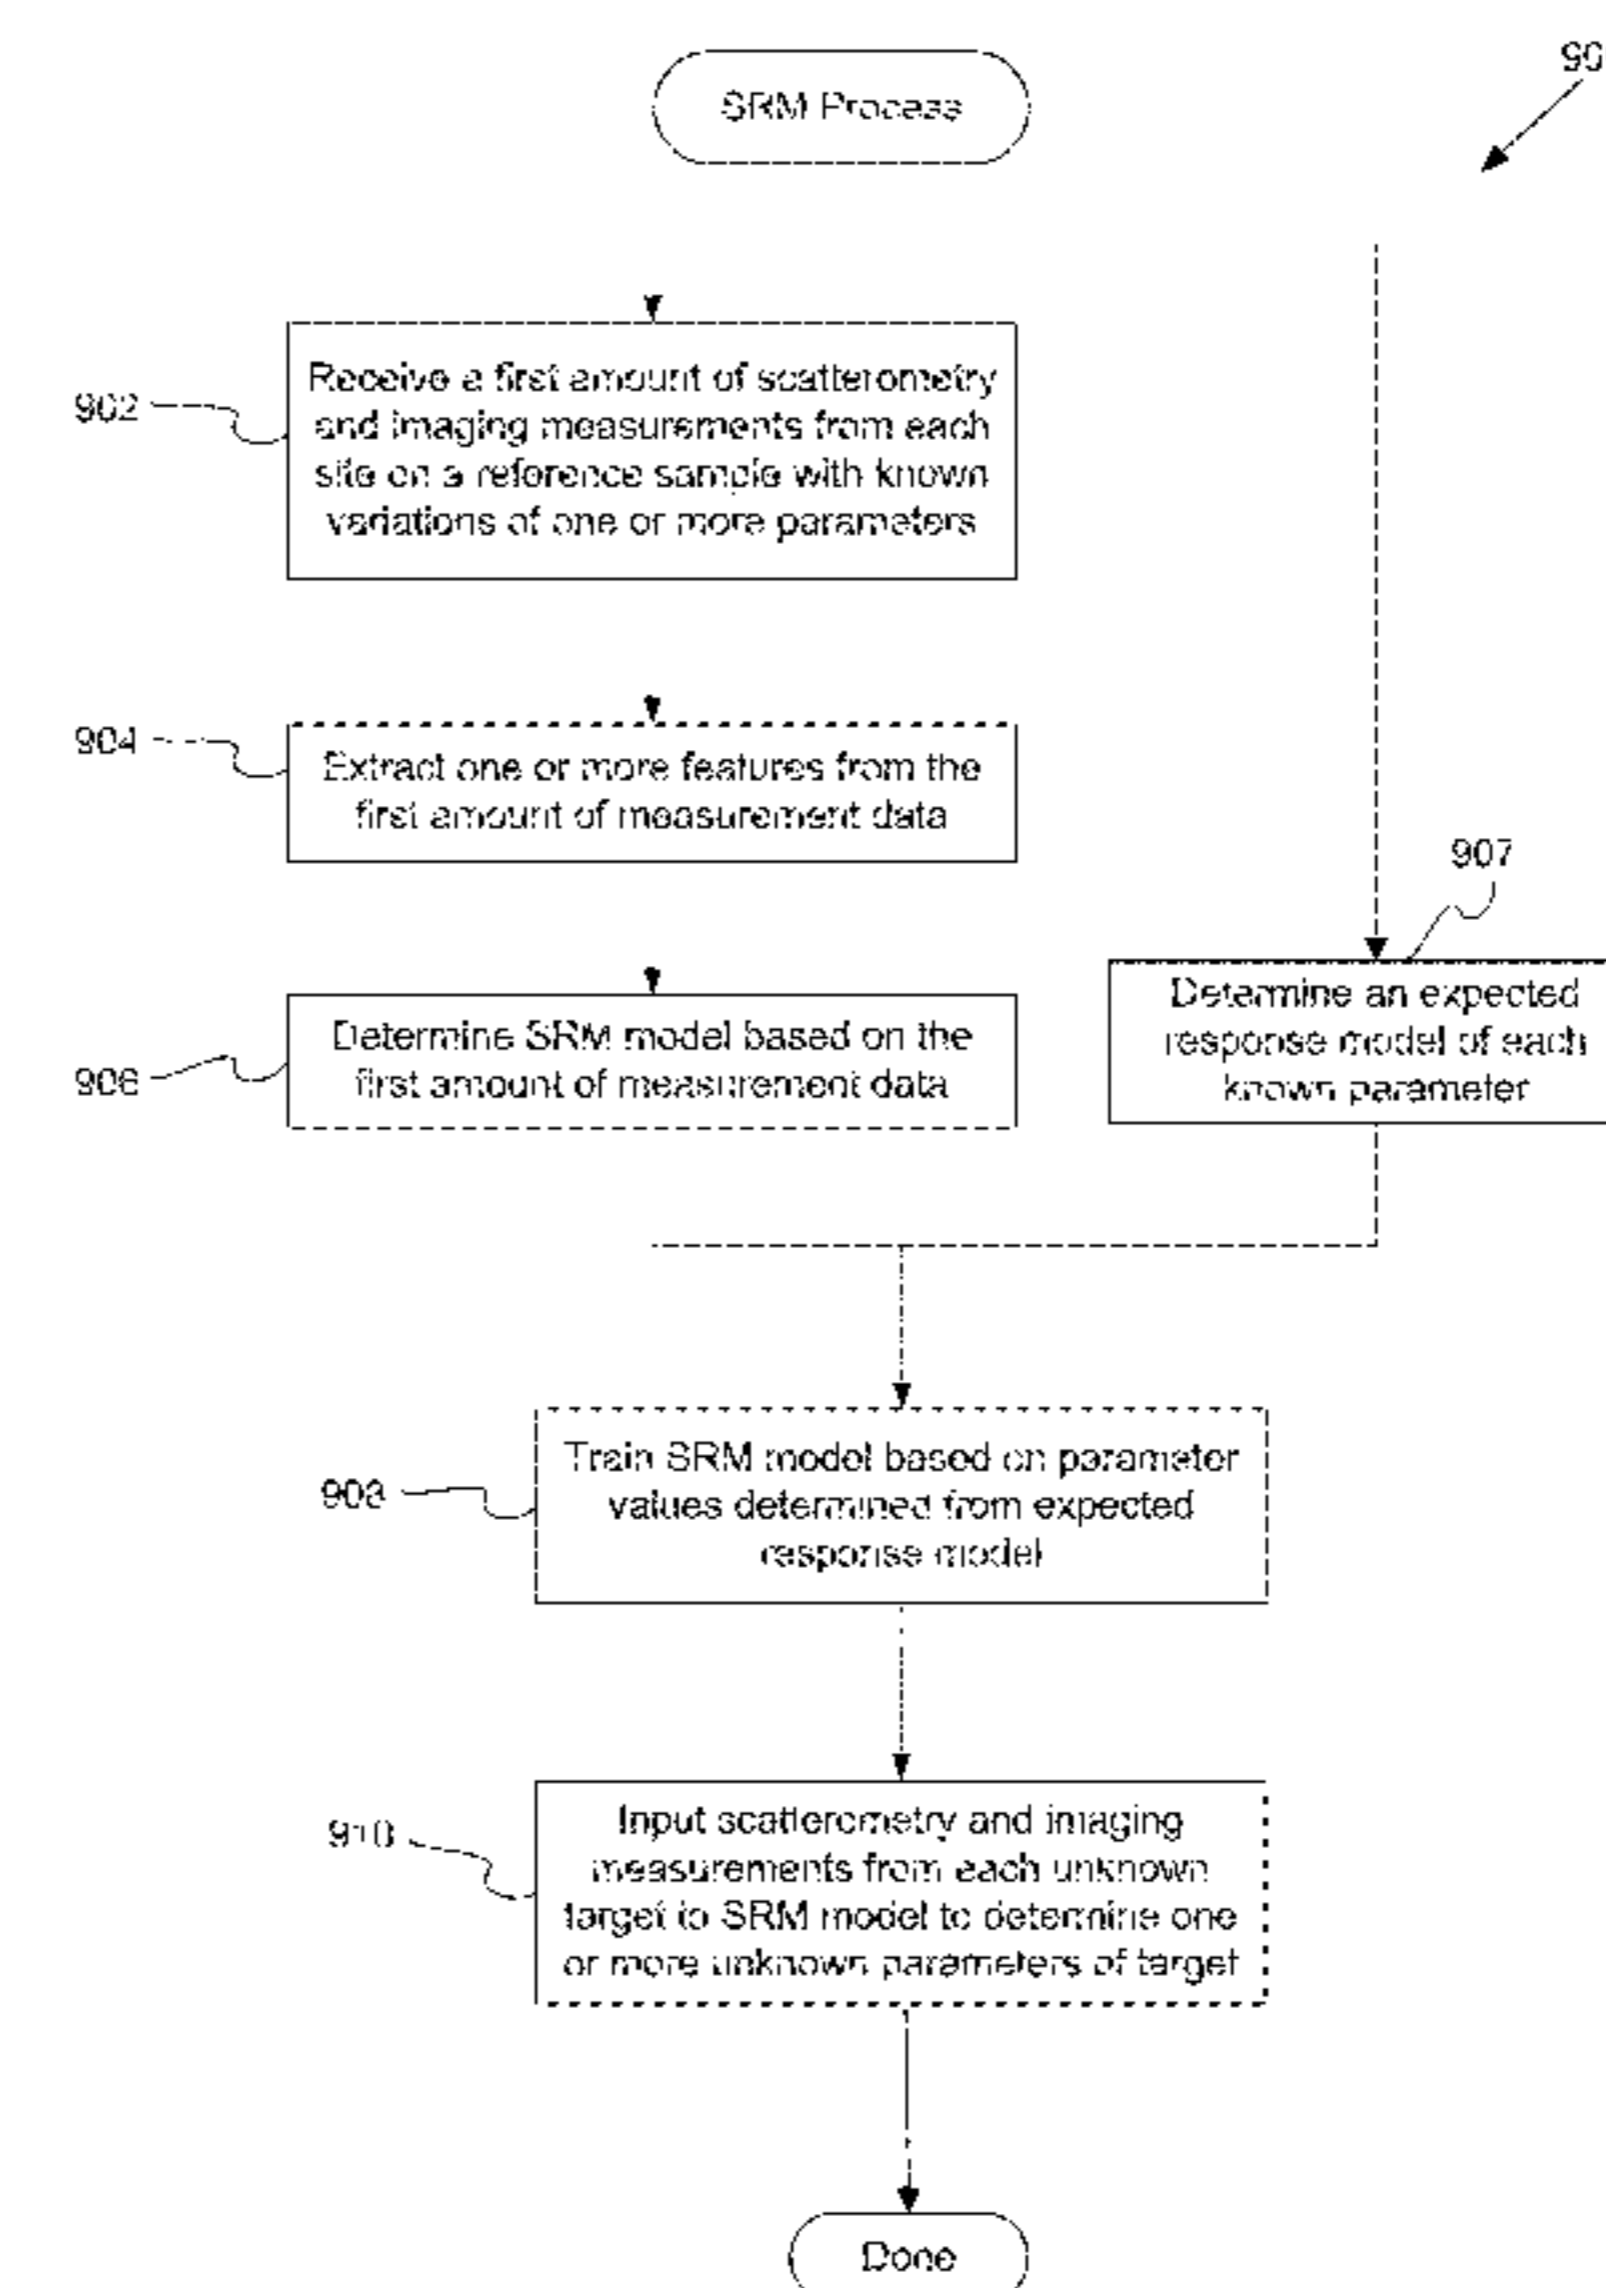 SRM Process
90
902
Receive a first amount of scatterometry
and imaging measurements from each
site on a reference sample with known
variations of one or more parameters
904
Extract one or more features from the
first amount of measurement data
907
906
Determine SRM model based on the
first amount of measurement data
Determine an expected
response model of each
known parameter
908
Train SRM model based on parameter
values determined from expected
response model
910
Input scatterometry and imaging
measurements from each unknown
target to SRM model to determine one
or more unknown parameters of target
Done